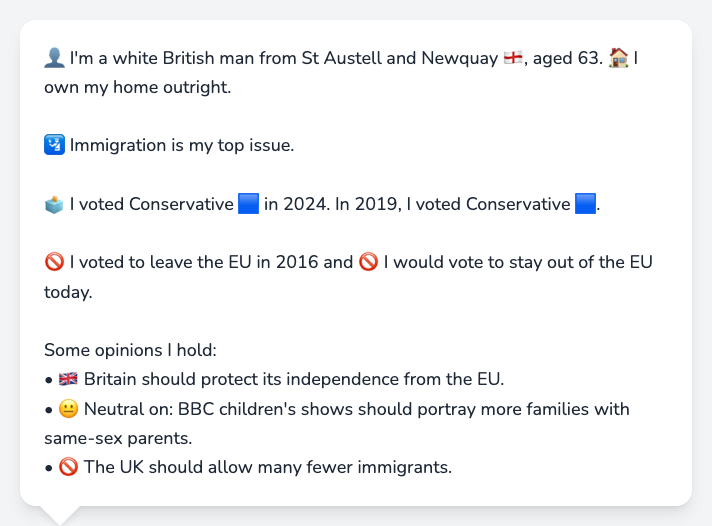 👤 I'm a white British man from St Austell and Newquay 🏴󠁧󠁢󠁥󠁮󠁧󠁿, aged 63. 🏠 I
own my home outright.
🛂 Immigration is my top issue.
🗳️ I voted Conservative 🟦 in 2024. In 2019, I voted Conservative 🟦.
🚫 I voted to leave the EU in 2016 and 🚫 I would vote to stay out of the EU
today.
Some opinions I hold:
• 🇬🇧 Britain should protect its independence from the EU.
• 😐 Neutral on: BBC children's shows should portray more families with
same-sex parents.
• 🚫 The UK should allow many fewer immigrants.